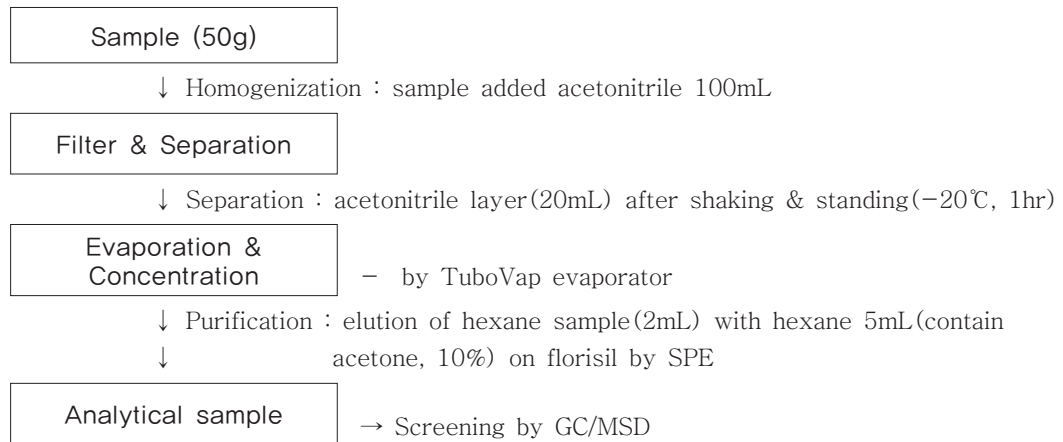 Sample (50g)
↓ Homogenization : sample added acetonitrile 100mL
Filter & Separation
↓ Separation : acetonitrile layer(20mL) after shaking & standing(−20℃, 1hr)
Evaporation &
Concentration − by TuboVap evaporator
↓ Purification : elution of hexane sample(2mL) with hexane 5mL(contain
↓ acetone, 10%) on florisil by SPE
Analytical sample → Screening by GC/MSD